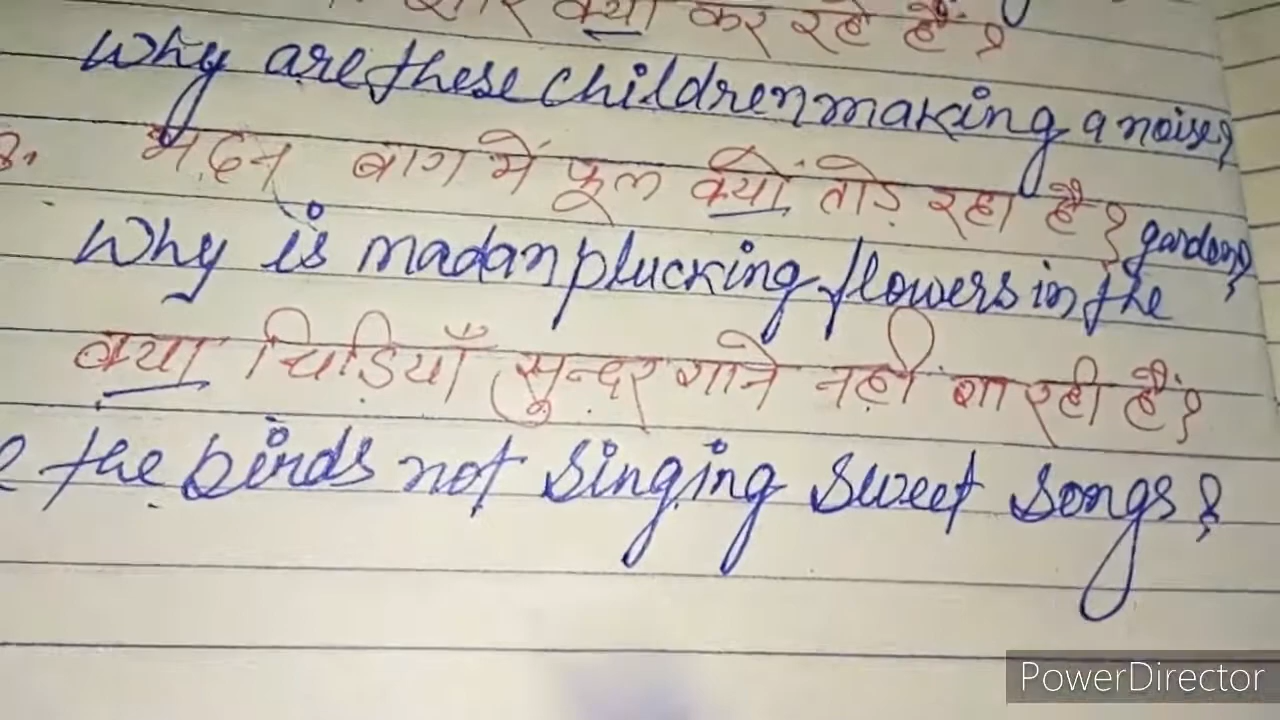 शोर क्या कर रहे हैं?
Why are these children making a noise?
3. मदन बाग में फूल क्यों तोड़ रहा है?
Why is madan plucking flowers in the garden?
क्या चिड़ियाँ सुन्दर गाने नहीं गा रही हैं?
the birds not singing sweet songs?
PowerDirector